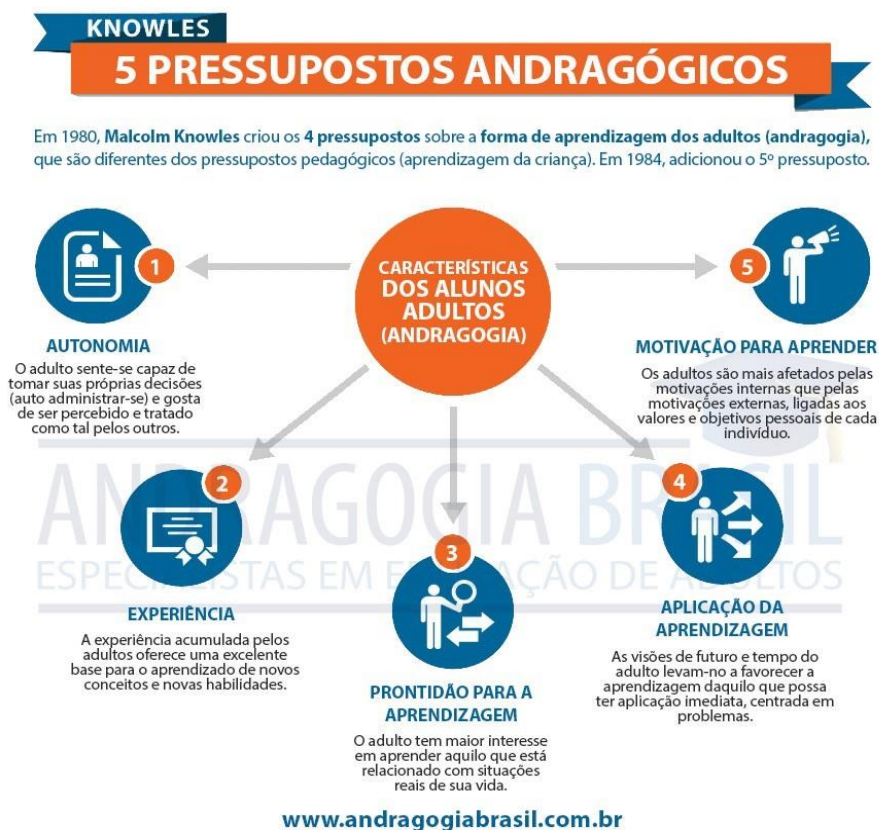 KNOWLES
5 PRESSUPOSTOS ANDRAGÓGICOS
Em 1980, Malcolm Knowles criou os 4 pressupostos sobre a forma de aprendizagem dos adultos (andragogia),
que são diferentes dos pressupostos pedagógicos (aprendizagem da criança). Em 1984, adicionou o 5º pressuposto.
CARACTERÍSTICAS
DOS ALUNOS
ADULTOS
(ANDRAGOGIA)
1
AUTONOMIA
O adulto sente-se capaz de
tomar suas próprias decisões
(auto administrar-se) e gosta
de ser percebido e tratado
como tal pelos outros.
2
EXPERIÊNCIA
A experiência acumulada pelos
adultos oferece uma excelente
base para o aprendizado de novos
conceitos e novas habilidades.
3
PRONTIDÃO PARA A
APRENDIZAGEM
O adulto tem maior interesse
em aprender aquilo que está
relacionado com situações
reais de sua vida.
4
APLICAÇÃO DA
APRENDIZAGEM
As visões de futuro e tempo do
adulto levam-no a favorecer a
aprendizagem daquilo que possa
ter aplicação imediata, centrada em
problemas.
5
MOTIVAÇÃO PARA APRENDER
Os adultos são mais afetados pelas
motivações internas que pelas
motivações externas, ligadas aos
valores e objetivos pessoais de cada
indivíduo.
ANDRAGOGIA BRASIL
ESPECIALISTAS EM EDUCAÇÃO DE ADULTOS
www.andragogiabrasil.com.br